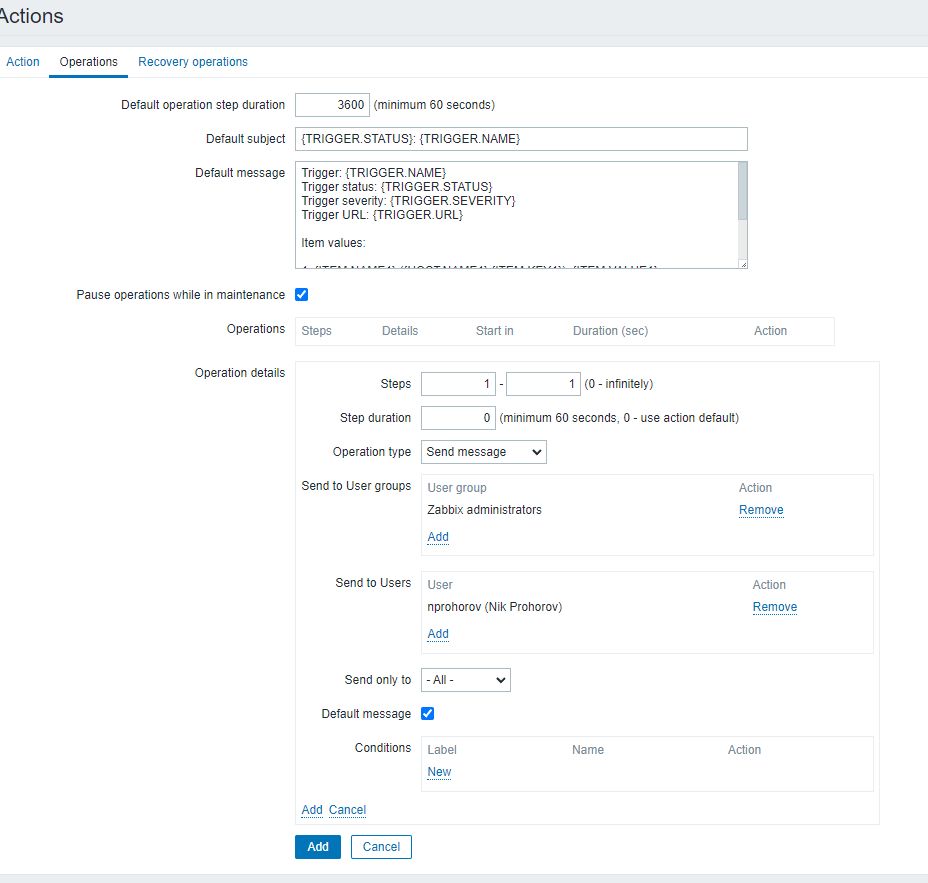 Actions
Action Operations Recovery operations
Default operation step duration 3600 (minimum 60 seconds)
Default subject {TRIGGER.STATUS}: {TRIGGER.NAME}
Default message Trigger: {TRIGGER.NAME}
Trigger status: {TRIGGER.STATUS}
Trigger severity: {TRIGGER.SEVERITY}
Trigger URL: {TRIGGER.URL}
Item values:
Pause operations while in maintenance
Operations Steps Details Start in Duration (sec) Action
Operation details
Steps 1 - 1 (0 - infinitely)
Step duration 0 (minimum 60 seconds, 0 - use action default)
Operation type Send message
Send to User groups User group Action
Zabbix administrators Remove
Add
Send to Users User Action
nprohorov (Nik Prohorov) Remove
Add
Send only to - All -
Default message
Conditions Label Name Action
New
Add Cancel
Add Cancel